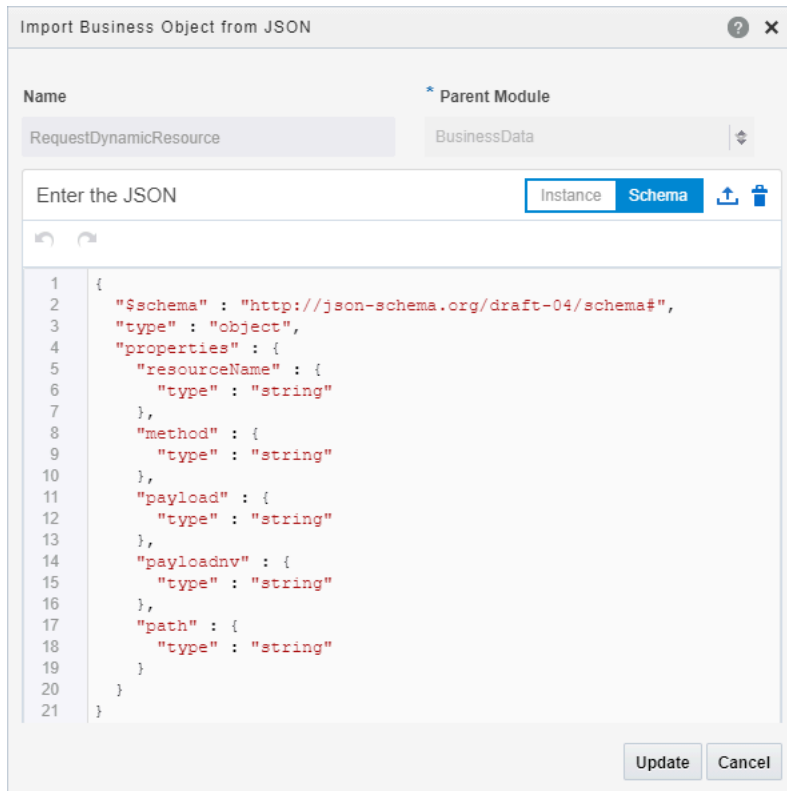 Import Business Object from JSON
Name
* Parent Module
RequestDynamicResource
BusinessData
Enter the JSON
Instance
Schema
1 {
2 "$schema" : "http://json-schema.org/draft-04/schema#",
3 "type" : "object",
4 "properties" : {
5 "resourceName" : {
6 "type" : "string"
7 },
8 "method" : {
9 "type" : "string"
10 },
11 "payload" : {
12 "type" : "string"
13 },
14 "payloadnv" : {
15 "type" : "string"
16 },
17 "path" : {
18 "type" : "string"
19 }
20 }
21 }
Update
Cancel